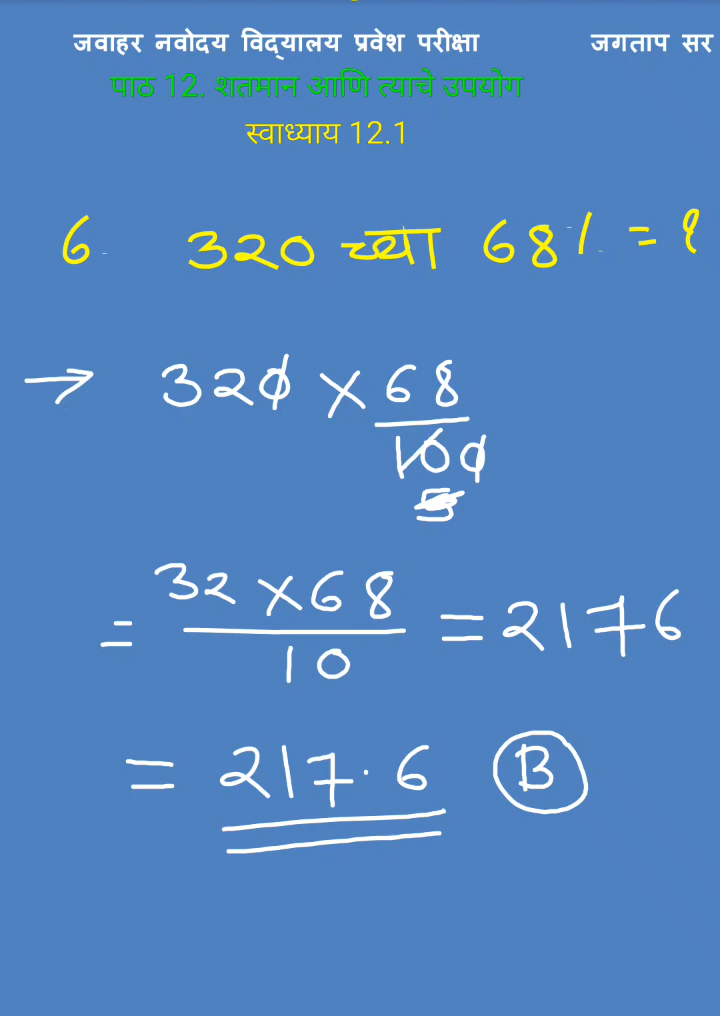 जवाहर नवोदय विद्यालय प्रवेश परीक्षा जगताप सर
पाठ 12. शतमान आणि त्याचे उपयोग
स्वाध्याय 12.1
6. 320 च्या 68% = ?
→ 320 × 68
100
5
= 32 × 68 = 2176
10
= 217.6 B